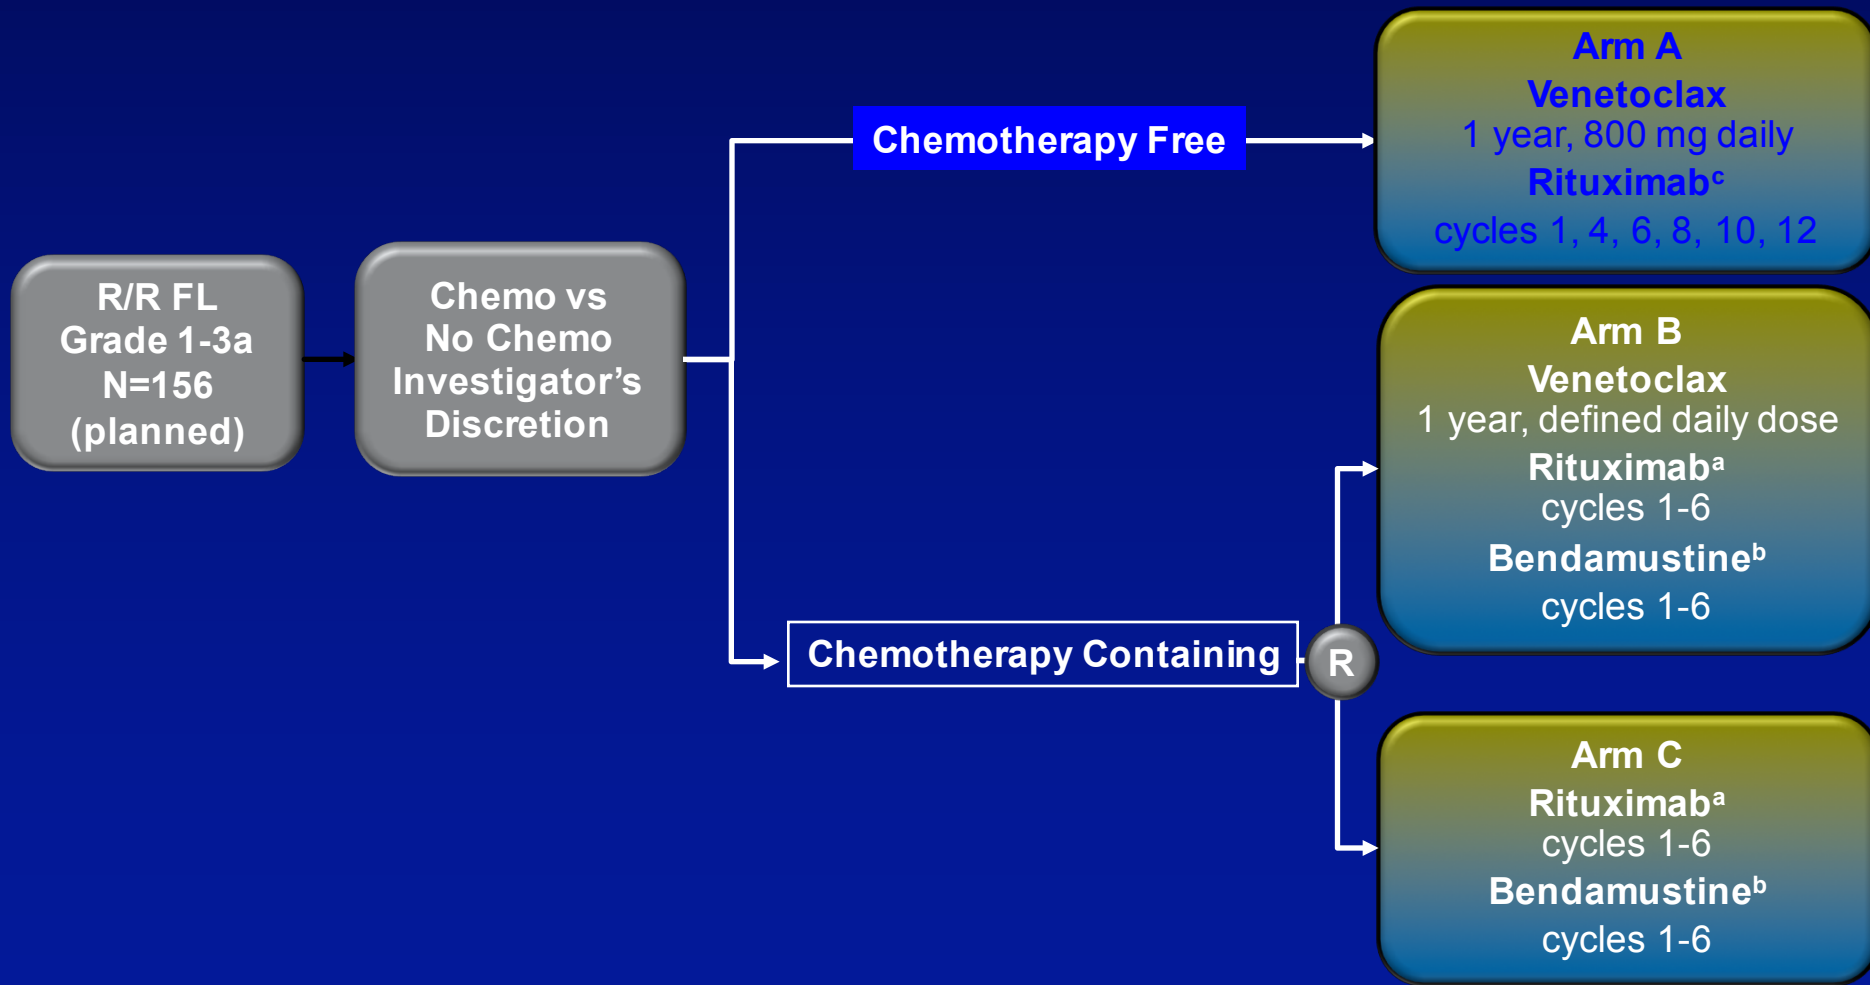 R/R FL
Grade 1-3a
N=156
(planned)
Chemo vs
No Chemo
Investigator’s
Discretion
Chemotherapy Free
Arm A
Venetoclax
1 year, 800 mg daily
Rituximabᶜ
cycles 1, 4, 6, 8, 10, 12
Chemotherapy Containing
R
Arm B
Venetoclax
1 year, defined daily dose
Rituximabᵃ
cycles 1-6
Bendamustineᵇ
cycles 1-6
Arm C
Rituximabᵃ
cycles 1-6
Bendamustineᵇ
cycles 1-6